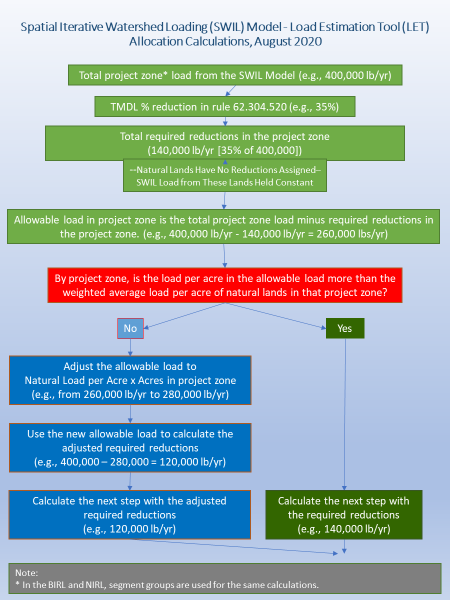 Spatial Iterative Watershed Loading (SWIL) Model - Load Estimation Tool (LET)
Allocation Calculations, August 2020
Total project zone* load from the SWIL Model (e.g., 400,000 lb/yr)
TMDL % reduction in rule 62.304.520 (e.g., 35%)
Total required reductions in the project zone
(140,000 lb/yr [35% of 400,000])
--Natural Lands Have No Reductions Assigned--
SWIL Load from These Lands Held Constant
Allowable load in project zone is the total project zone load minus required reductions in
the project zone. (e.g., 400,000 lb/yr - 140,000 lb/yr = 260,000 lbs/yr)
By project zone, is the load per acre in the allowable load more than the
weighted average load per acre of natural lands in that project zone?
No
Yes
Adjust the allowable load to
Natural Load per Acre x Acres in project zone
(e.g., from 260,000 lb/yr to 280,000 lb/yr)
Use the new allowable load to calculate the
adjusted required reductions
(e.g., 400,000 – 280,000 = 120,000 lb/yr)
Calculate the next step with the adjusted
required reductions
(e.g., 120,000 lb/yr)
Calculate the next step with
the required reductions
(e.g., 140,000 lb/yr)
Note:
* In the BIRL and NIRL, segment groups are used for the same calculations.